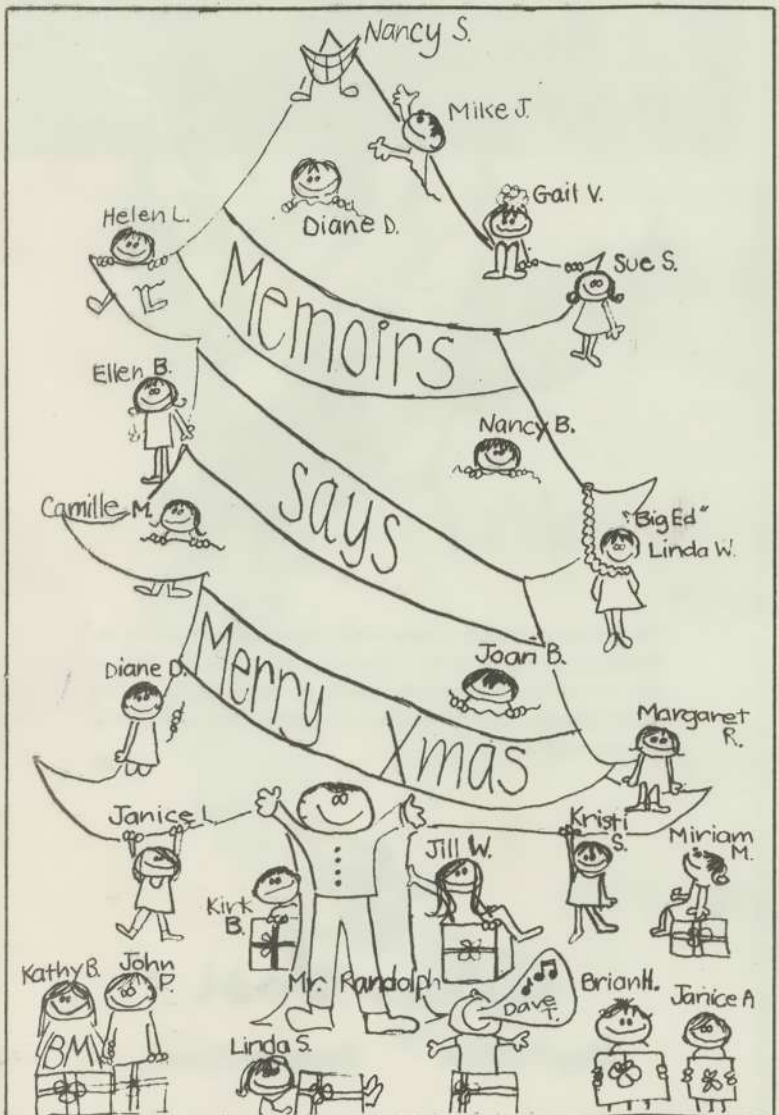 Nancy S.
Mike J.
Gail V.
Diane D.
Helen L.
Sue S.
Memoirs
Ellen B.
Nancy B.
says
Camille M.
"Big Ed"
Linda W.
Joan B.
Diane O.
Merry Xmas
Margaret
R.
Janice L.
Kristi
S.
Miriam
M.
Jill W.
Kirk
B.
Kathy B.
John
P.
Mr. Randolph
Brian H.
Janice A
Dave
T.
BM
Linda S.